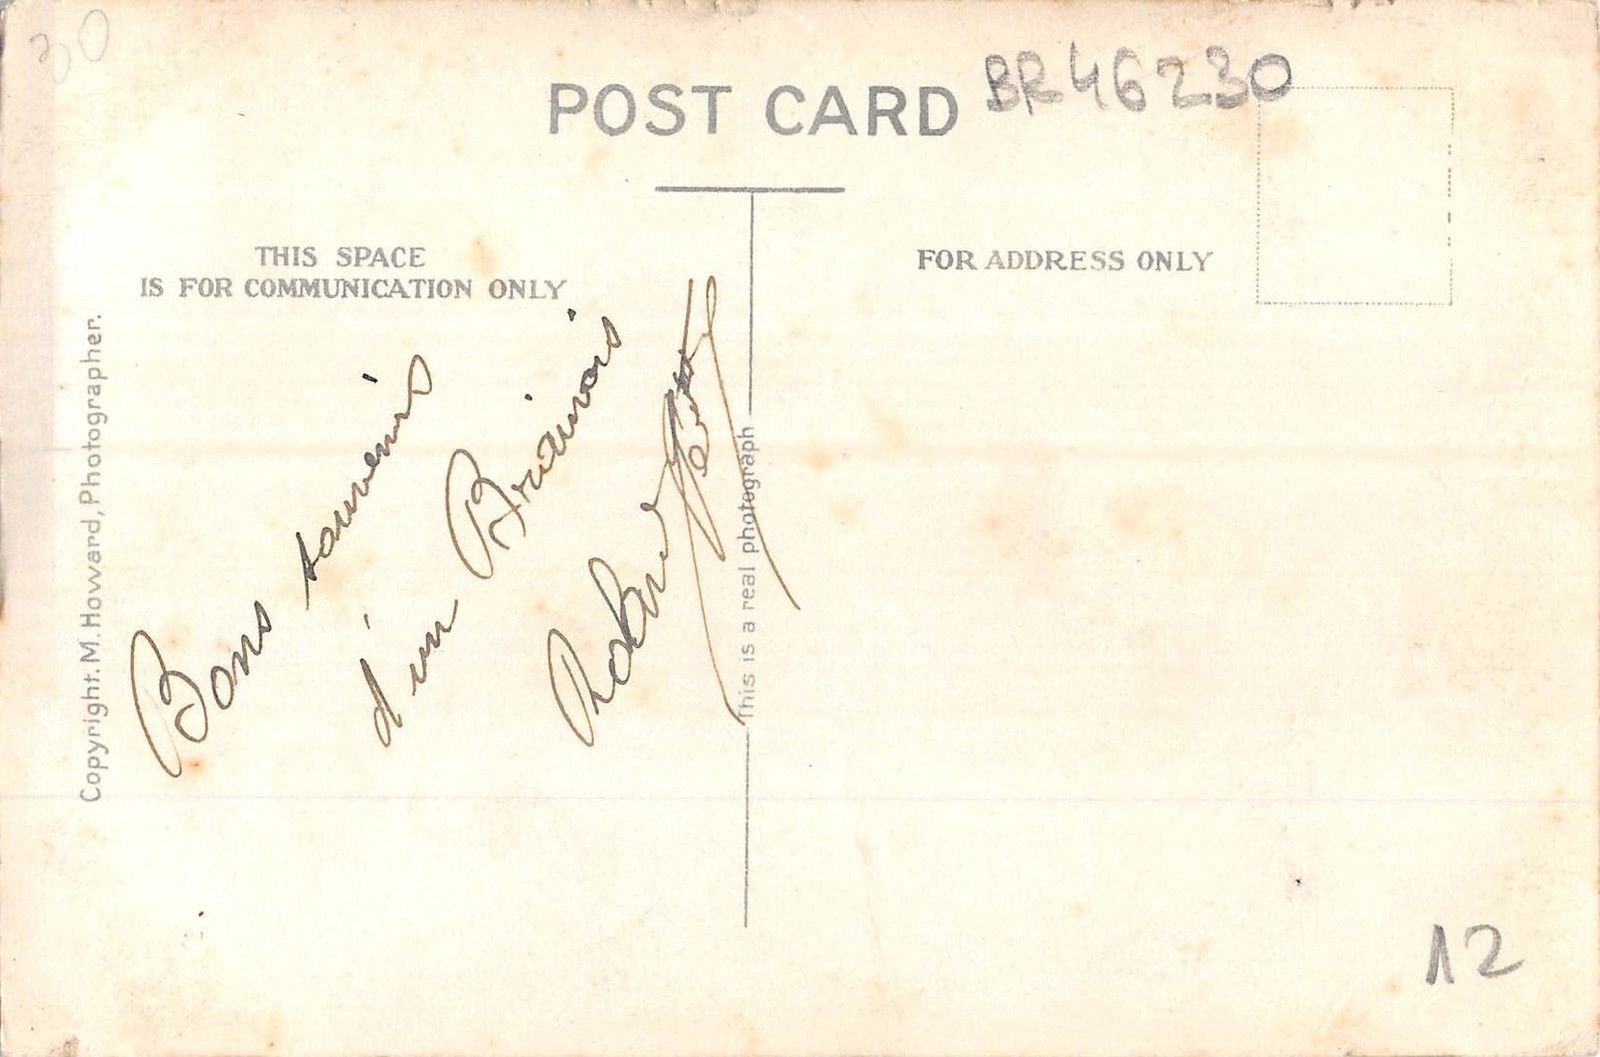 30
POST CARD
BR46230
THIS SPACE
IS FOR COMMUNICATION ONLY
FOR ADDRESS ONLY
Copyright. M. Howard, Photographer.
Bons souvenirs
d'un
Robert
This is a real photograph
12